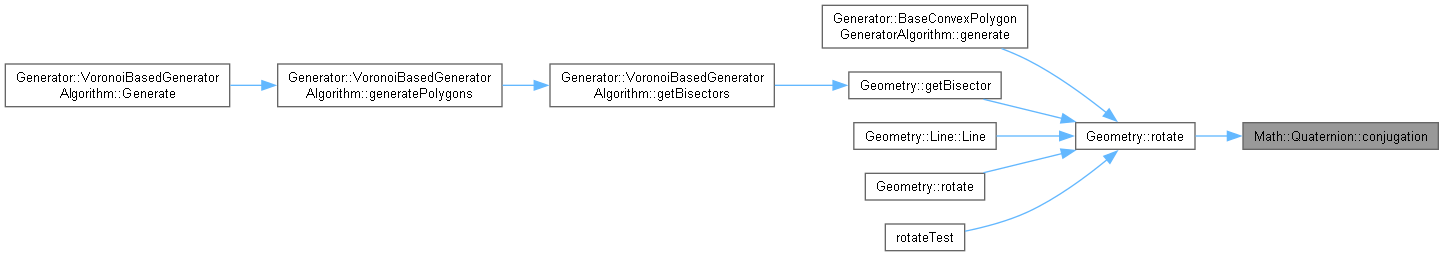 Generator::BaseConvexPolygon
GeneratorAlgorithm::generate
Generator::VoronoiBasedGenerator
Algorithm::Generate
Generator::VoronoiBasedGenerator
Algorithm::generatePolygons
Generator::VoronoiBasedGenerator
Algorithm::getBisectors
Geometry::getBisector
Geometry::Line::Line
Geometry::rotate
Math::Quaternion::conjugation
Geometry::rotate
rotateTest